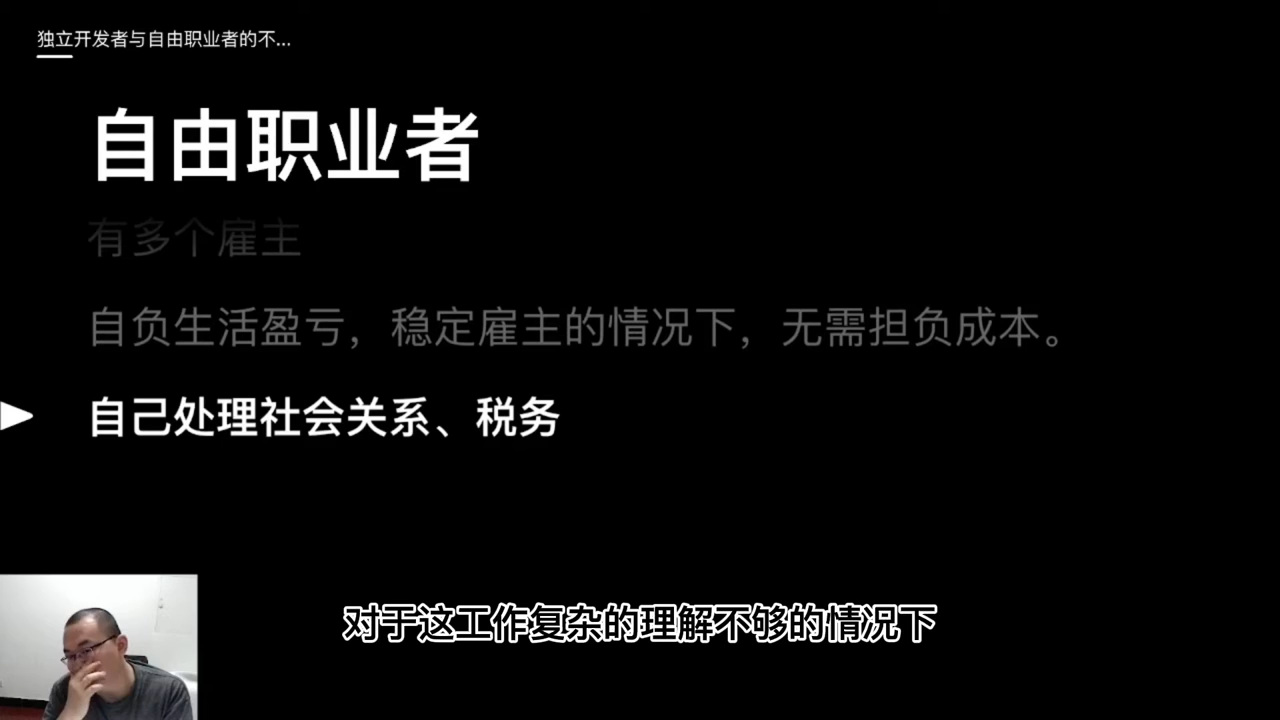 独立开发者与自由职业者的不...
自由职业者
有多个雇主
自负生活盈亏，稳定雇主的情况下，无需担负成本。
自己处理社会关系、税务
对于这工作复杂的理解不够的情况下